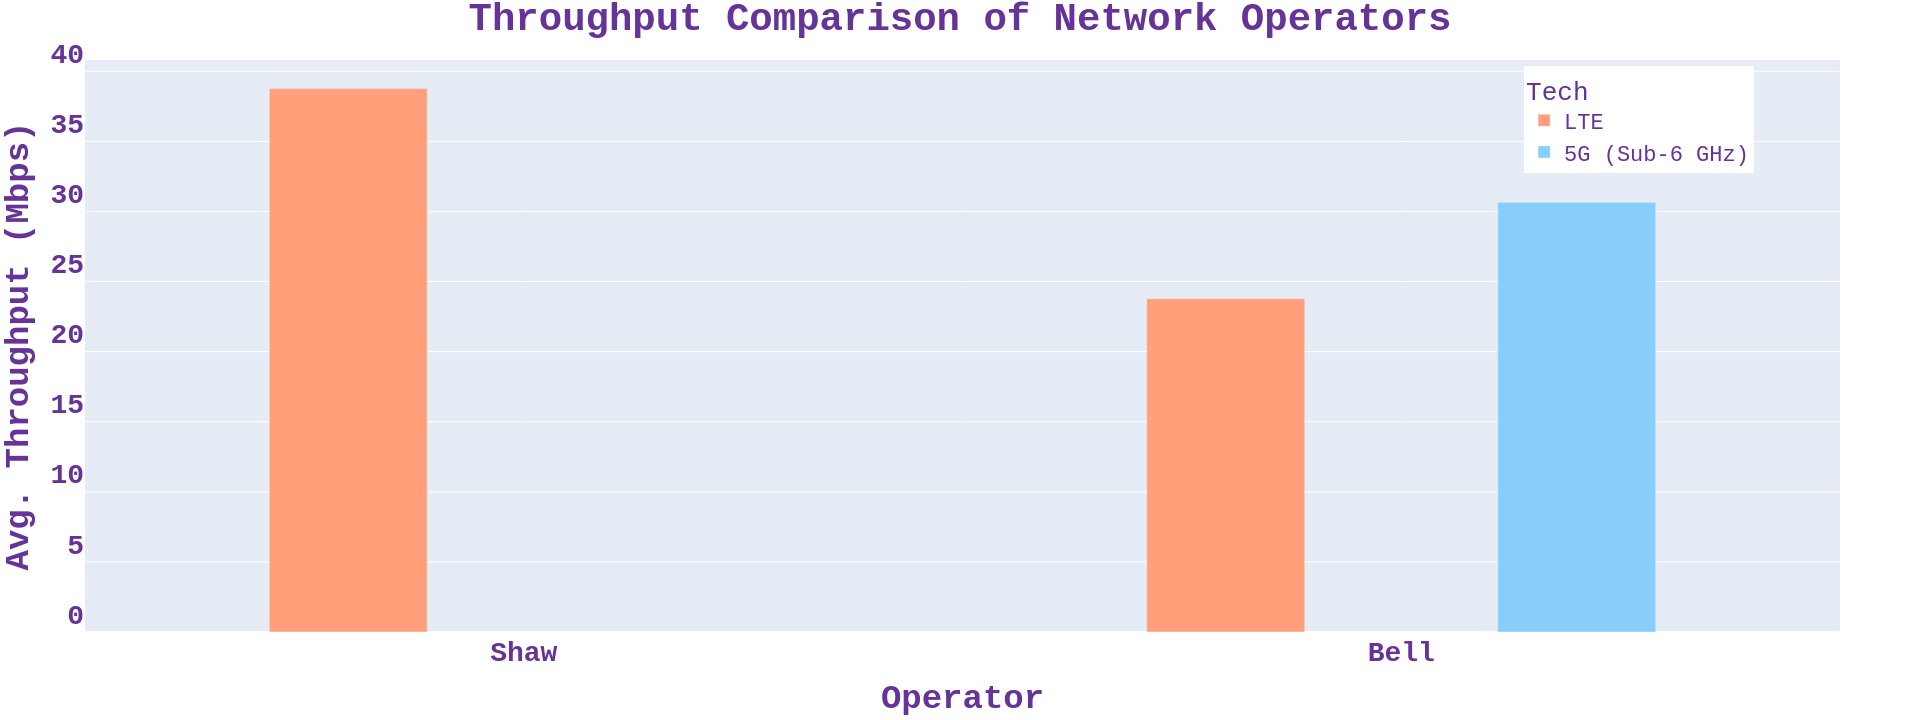 Throughput Comparison of Network Operators
Avg. Throughput (Mbps)
40
35
30
25
20
15
10
5
0
Tech
LTE
5G (Sub-6 GHz)
Shaw
Bell
Operator